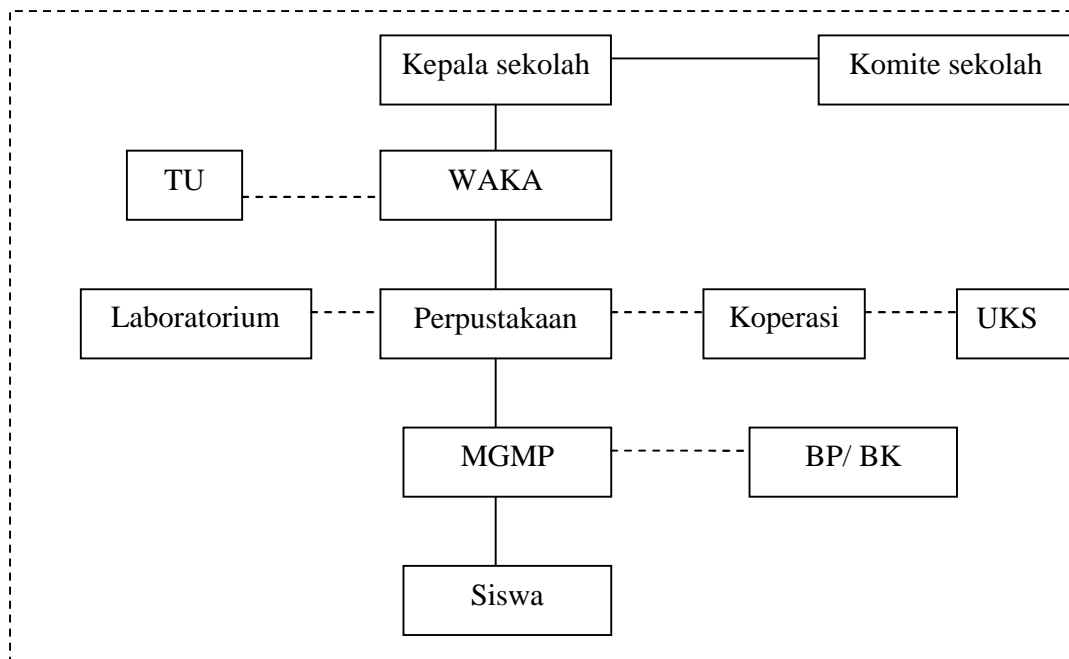 Kepala sekolah
Komite sekolah
TU
WAKA
Laboratorium
Perpustakaan
Koperasi
UKS
MGMP
BP/ BK
Siswa